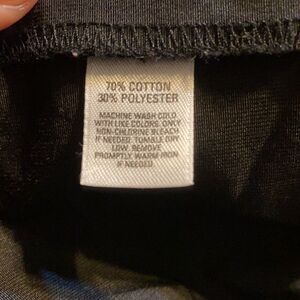 70% COTTON
30% POLYESTER
MACHINE WASH COLD
WITH LIKE COLORS. ONLY
NON-CHLORINE BLEACH
IF NEEDED. TUMBLE DRY
LOW. REMOVE
PROMPTLY. WARM IRON
IF NEEDED.